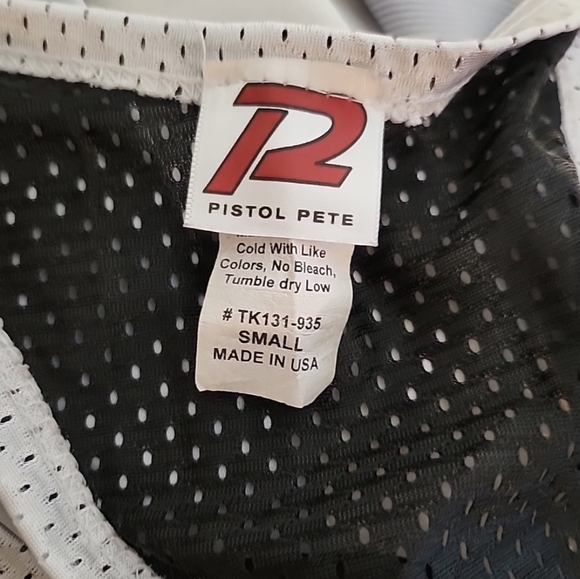 PISTOL PETE
Cold With Like
Colors, No Bleach,
Tumble dry Low
# TK131-935
SMALL
MADE IN USA